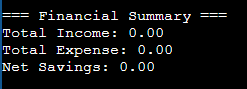 === Financial Summary ===
Total Income: 0.00
Total Expense: 0.00
Net Savings: 0.00